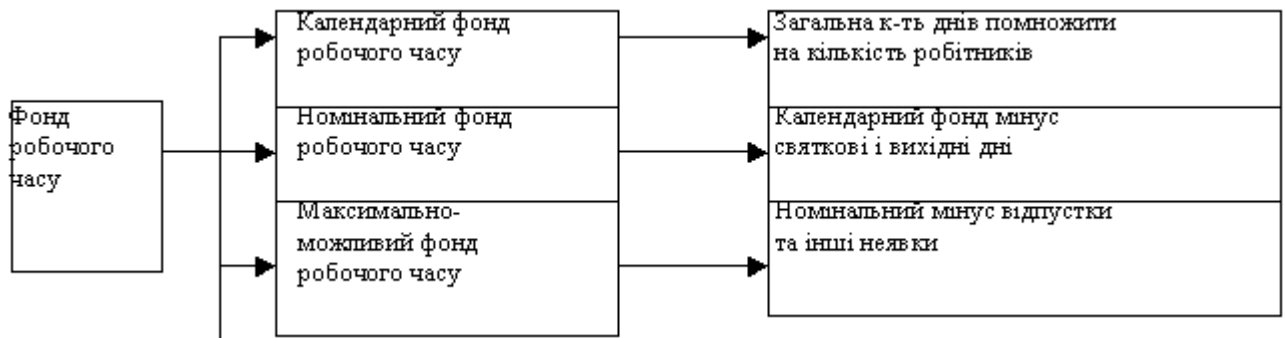 Фонд
робочого
часу
Календарний фонд
робочого часу
Загальна к-ть днів помножити
на кількість робітників
Номінальний фонд
робочого часу
Календарний фонд мінус
святкові і вихідні дні
Максимально-
можливий фонд
робочого часу
Номінальний мінус відпустки
та інші неявки